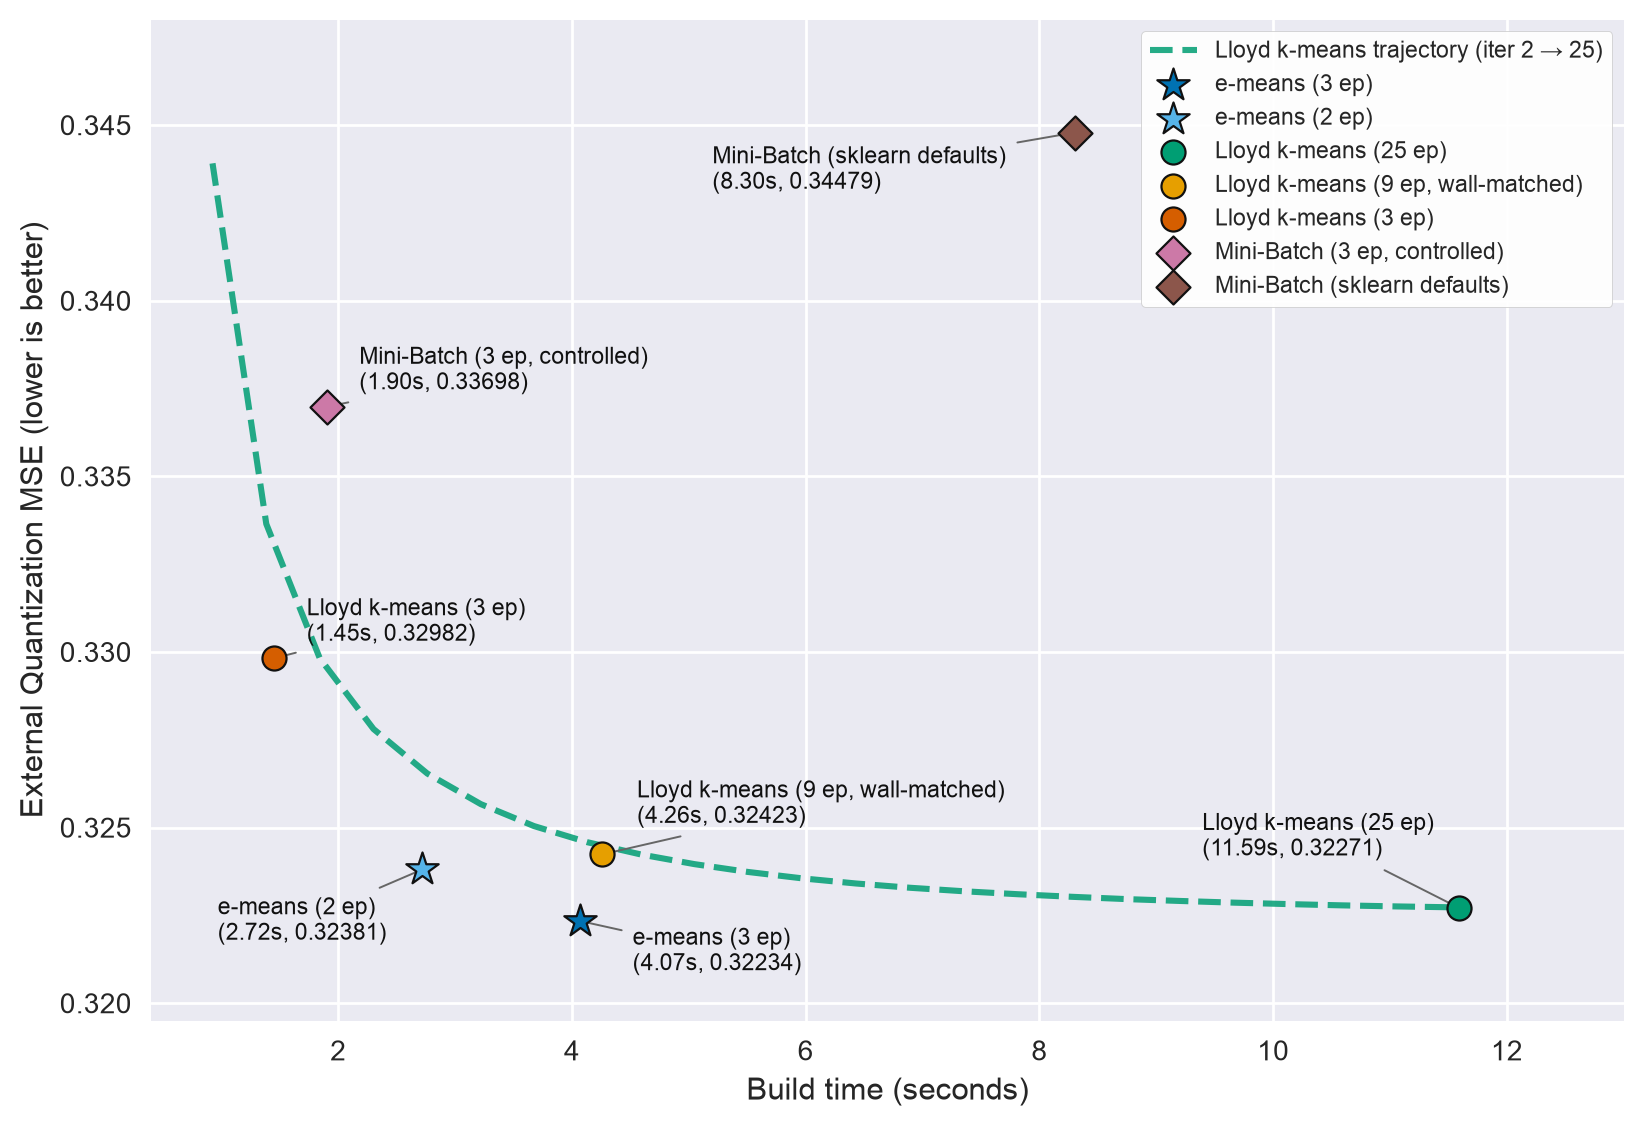 Lloyd k-means trajectory (iter 2 → 25)
e-means (3 ep)
e-means (2 ep)
Lloyd k-means (25 ep)
Lloyd k-means (9 ep, wall-matched)
Lloyd k-means (3 ep)
Mini-Batch (3 ep, controlled)
Mini-Batch (sklearn defaults)
Mini-Batch (sklearn defaults)
(8.30s, 0.34479)
Mini-Batch (3 ep, controlled)
(1.90s, 0.33698)
Lloyd k-means (3 ep)
(1.45s, 0.32982)
Lloyd k-means (9 ep, wall-matched)
(4.26s, 0.32423)
Lloyd k-means (25 ep)
(11.59s, 0.32271)
e-means (2 ep)
(2.72s, 0.32381)
e-means (3 ep)
(4.07s, 0.32234)
External Quantization MSE (lower is better)
0.345
0.340
0.335
0.330
0.325
0.320
2
4
6
8
10
12
Build time (seconds)